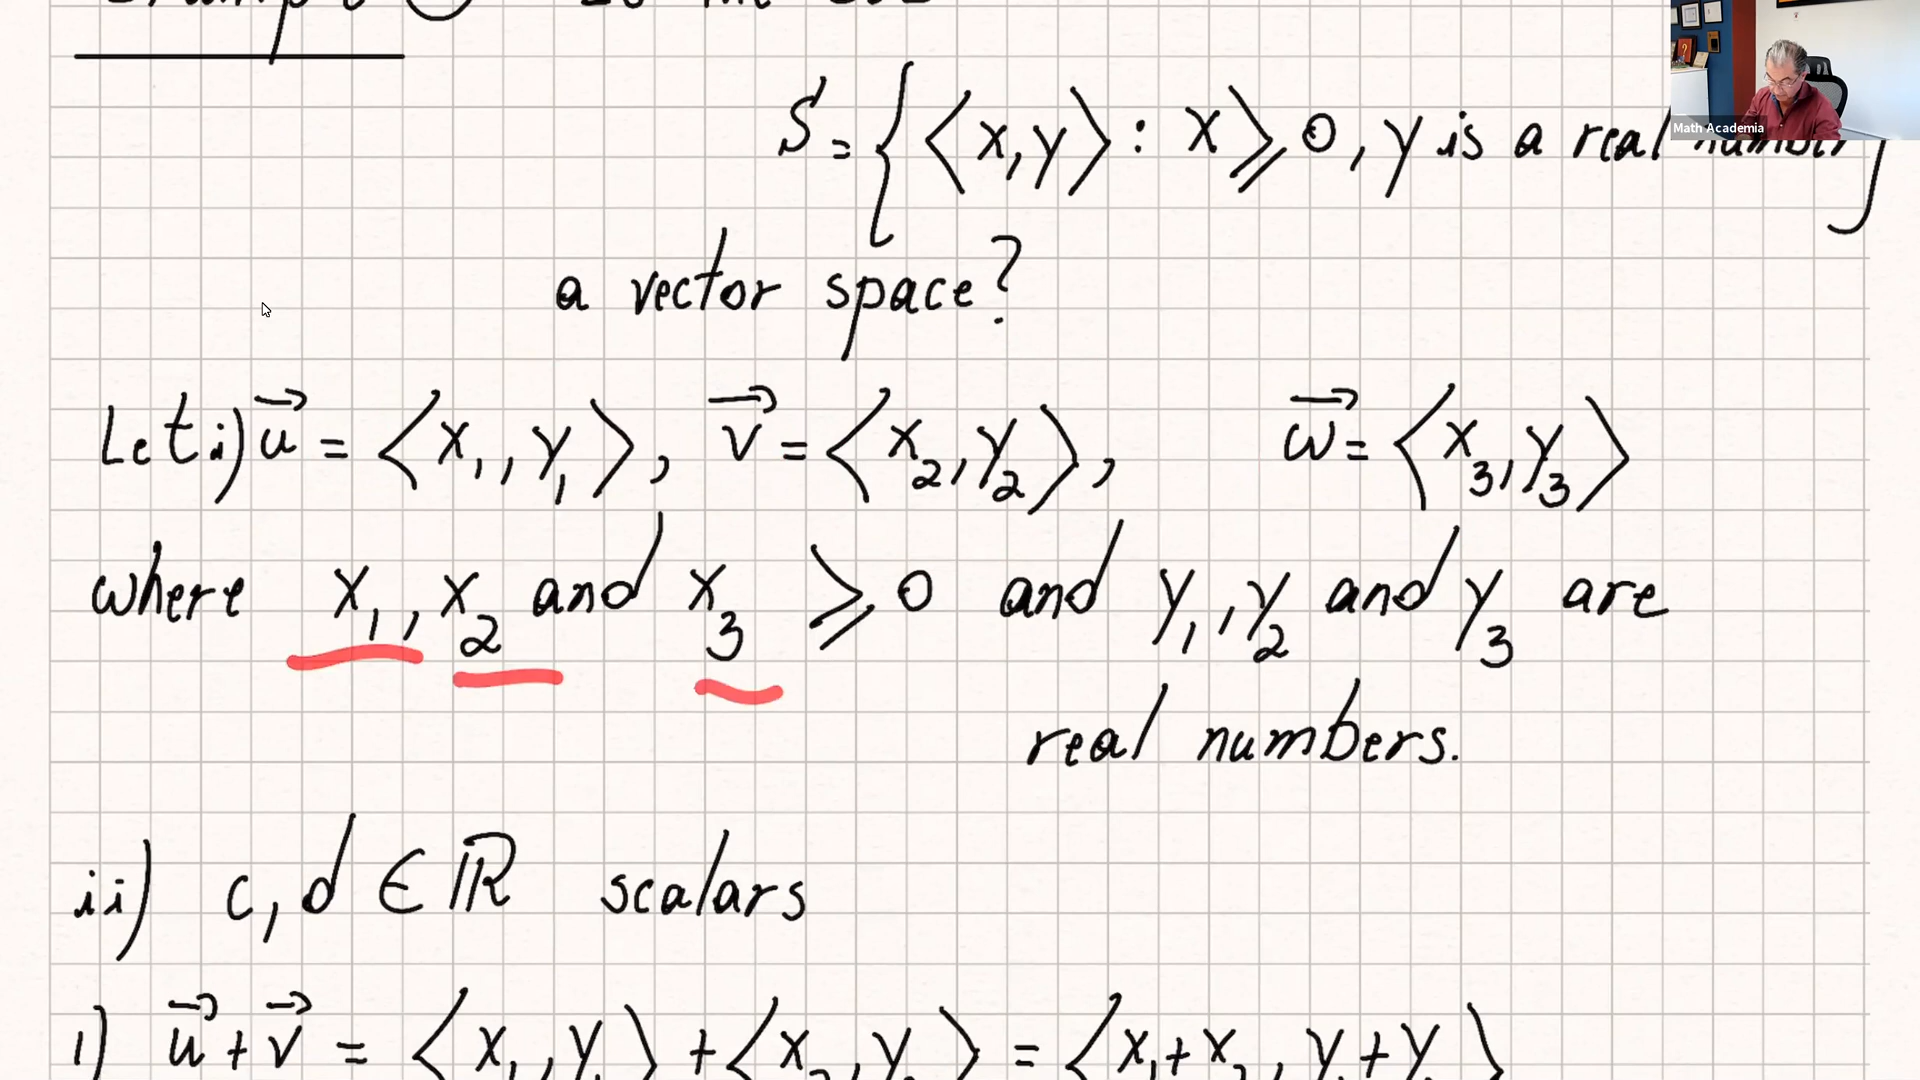 S = {⟨x, y⟩ : x ⩾ 0, y is a real number}
Math Academia
a vector space?
Let i) u⃗ = ⟨x₁, y₁⟩, v⃗ = ⟨x₂, y₂⟩, w⃗ = ⟨x₃, y₃⟩
where x₁, x₂ and x₃ ⩾ 0 and y₁, y₂ and y₃ are
real numbers.
ii) c, d ∈ ℝ scalars
1) u⃗ + v⃗ = ⟨x₁, y₁⟩ + ⟨x₂, y₂⟩ = ⟨x₁ + x₂, y₁ + y₂⟩